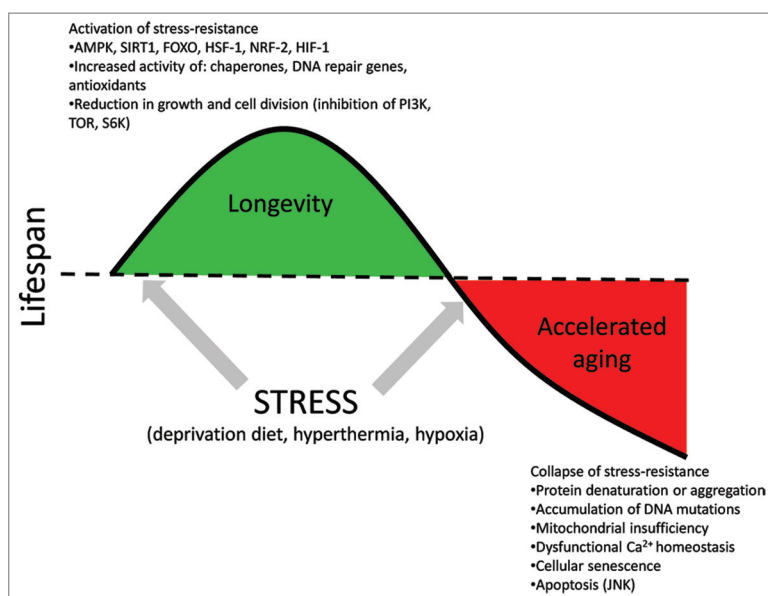 Activation of stress-resistance
•AMPK, SIRT1, FOXO, HSF-1, NRF-2, HIF-1
•Increased activity of: chaperones, DNA repair genes,
antioxidants
•Reduction in growth and cell division (inhibition of PI3K,
TOR, S6K)
Longevity
Lifespan
Accelerated
aging
STRESS
(deprivation diet, hyperthermia, hypoxia)
Collapse of stress-resistance
•Protein denaturation or aggregation
•Accumulation of DNA mutations
•Mitochondrial insufficiency
•Dysfunctional Ca²⁺ homeostasis
•Cellular senescence
•Apoptosis (JNK)